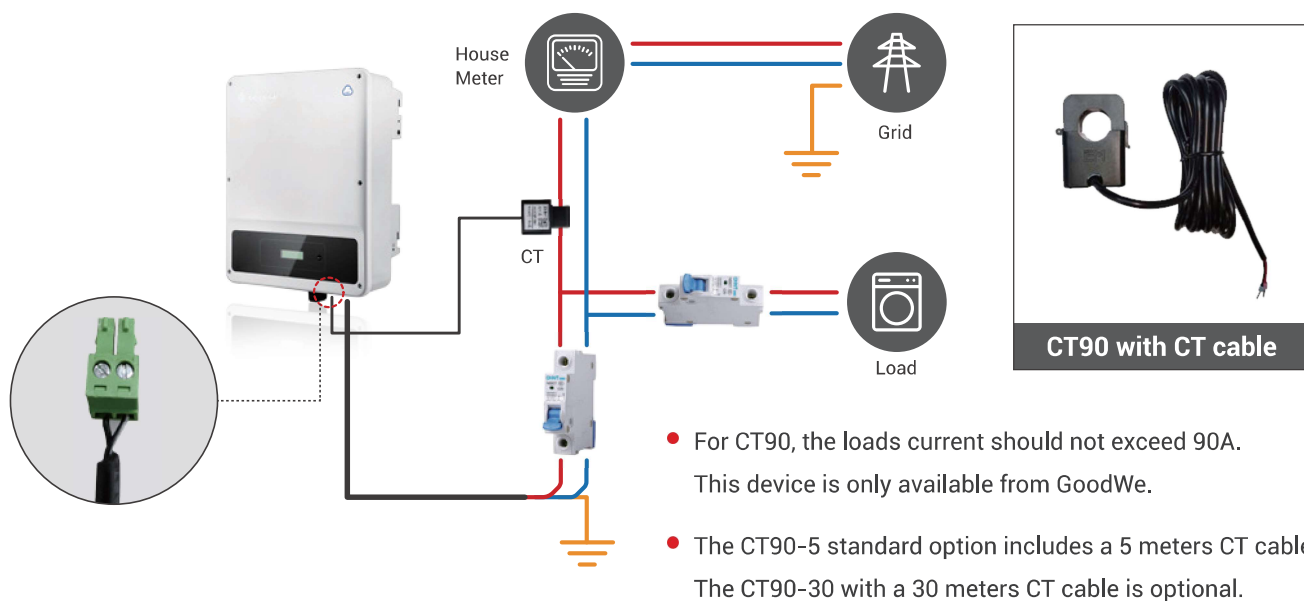 House
Meter
Grid
CT
Load
CT90 with CT cable
● For CT90, the loads current should not exceed 90A.
This device is only available from GoodWe.
● The CT90-5 standard option includes a 5 meters CT cable
The CT90-30 with a 30 meters CT cable is optional.